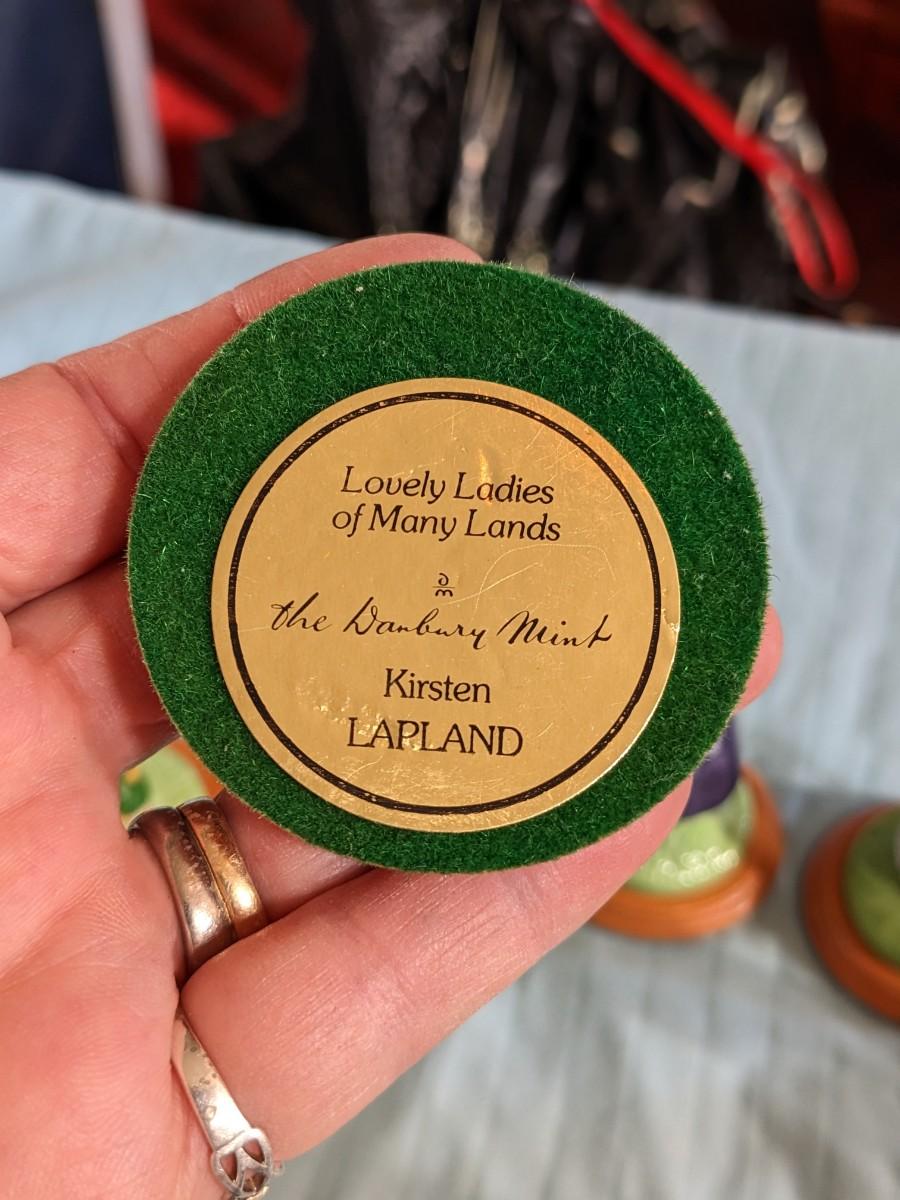 Lovely Ladies
of Many Lands
the Danbury Mint
Kirsten
LAPLAND